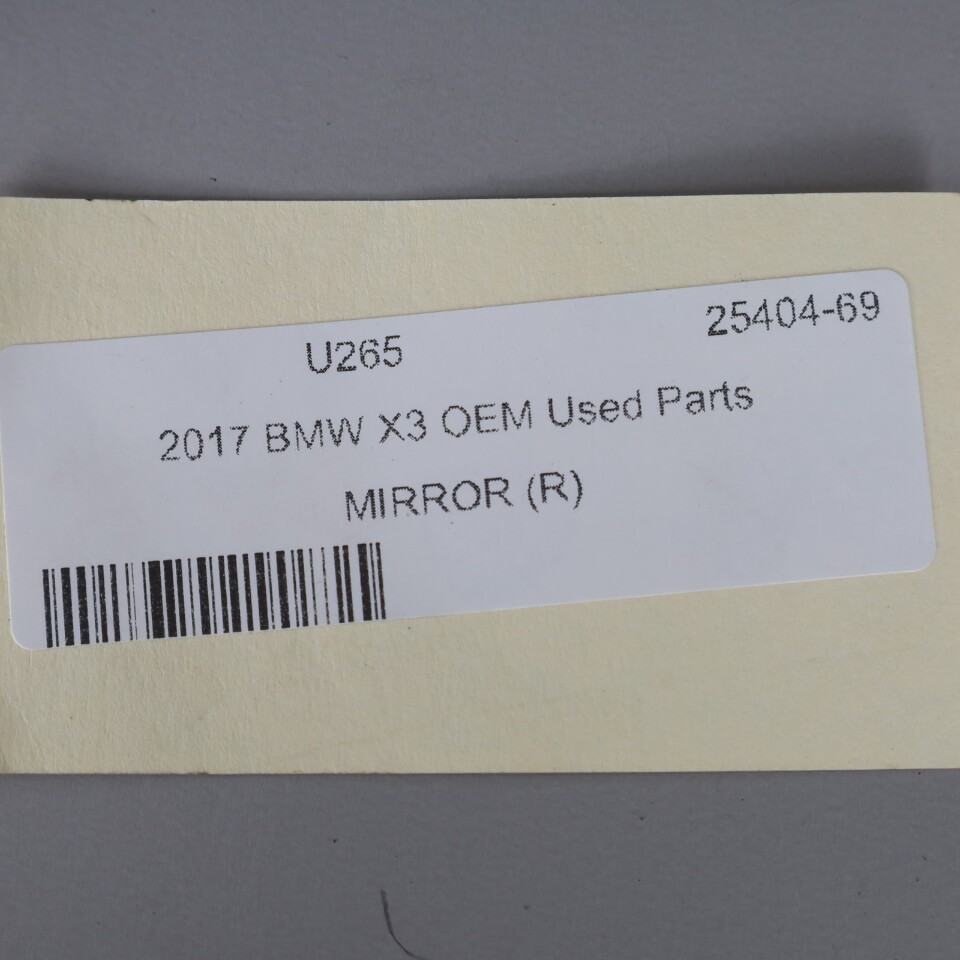 U265 25404-69
2017 BMW X3 OEM Used Parts
MIRROR (R)